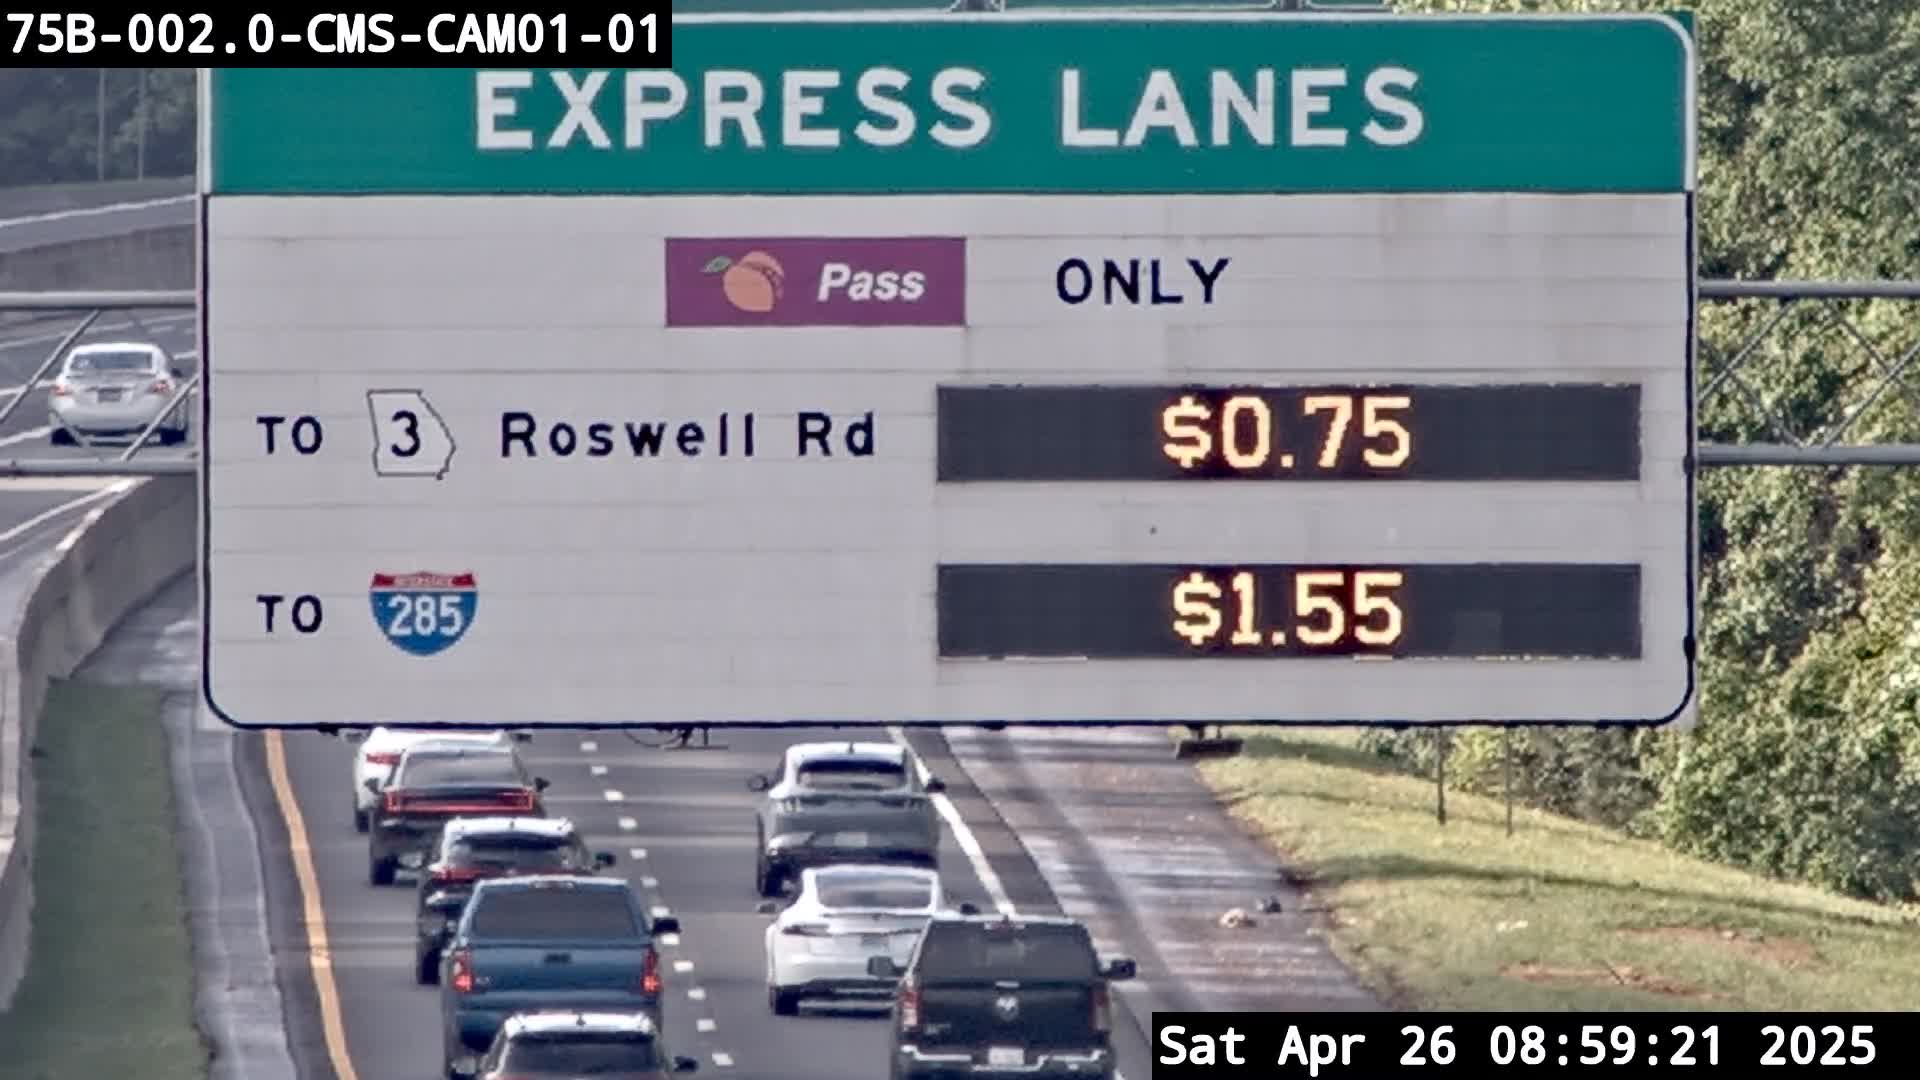 75B-002.0-CMS-CAM01-01
EXPRESS LANES
Pass ONLY
TO 3 Roswell Rd $0.75
INTERSTATE
TO 285 $1.55
Sat Apr 26 08:59:21 2025